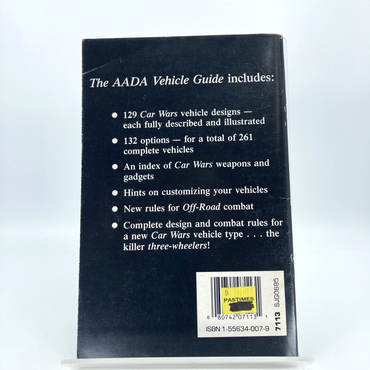 The AADA Vehicle Guide includes:
● 129 Car Wars vehicle designs —
each fully described and illustrated
● 132 options — for a total of 261
complete vehicles
● An index of Car Wars weapons and
gadgets
● Hints on customizing your vehicles
● New rules for Off-Road combat
● Complete design and combat rules for
a new Car Wars vehicle type . . . the
killer three-wheelers!
PASTIMES
ISBN 1-55634-007-9
7113 SJG0695